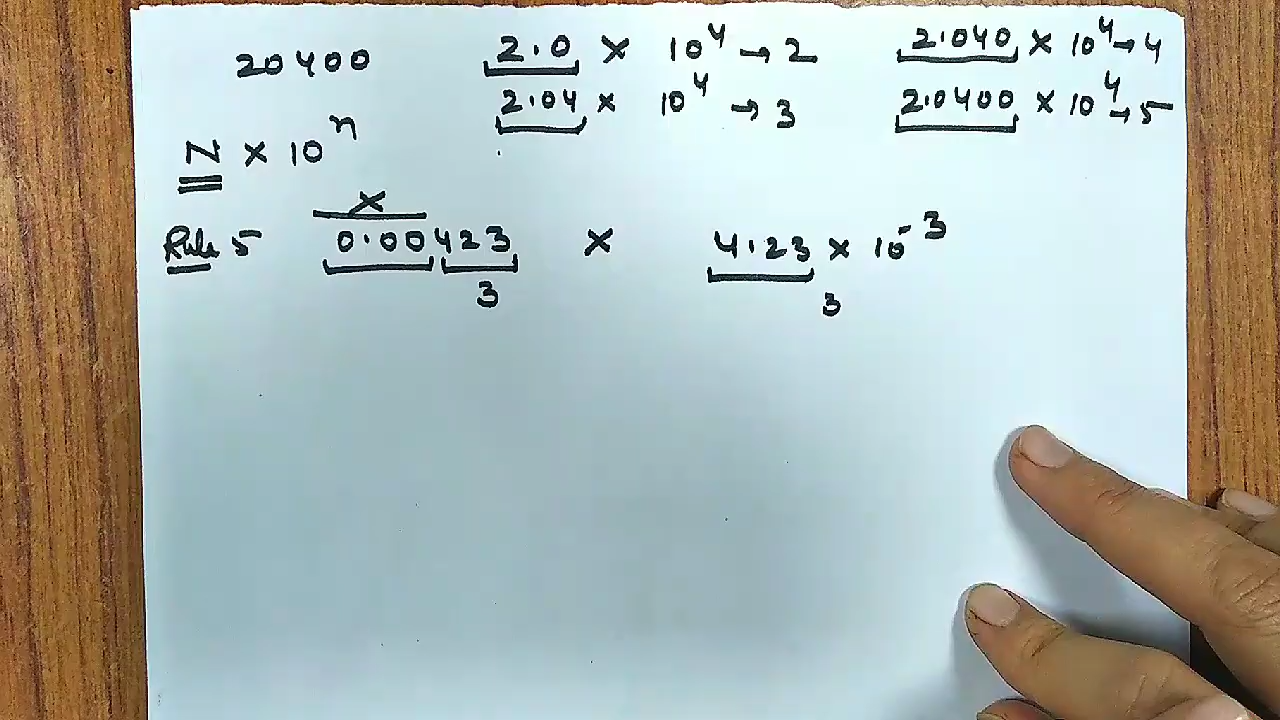 20400
2.0 × 10^4 → 2
2.04 × 10^4 → 3
2.040 × 10^4 → 4
2.0400 × 10^4 → 5
N × 10^n
×
Rule 5 0.00423 × 4.23 × 10^-3
3 3